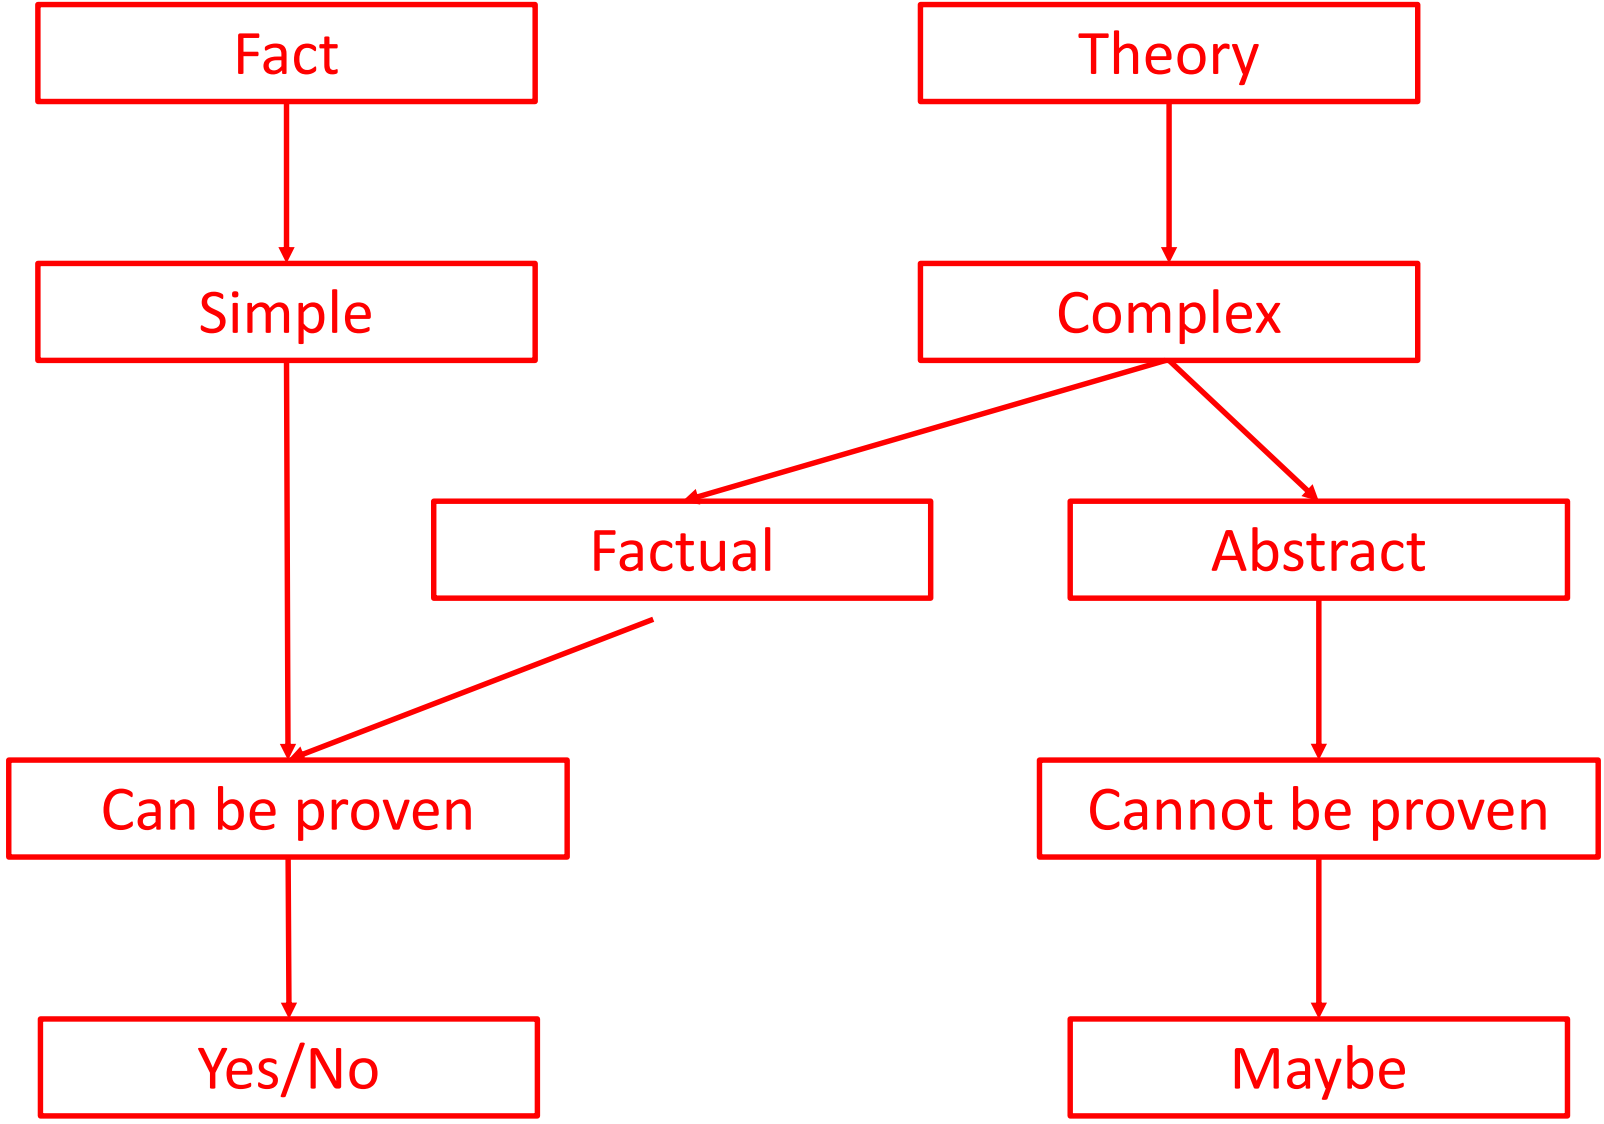 Fact
Theory
Simple
Complex
Factual
Abstract
Can be proven
Cannot be proven
Yes/No
Maybe